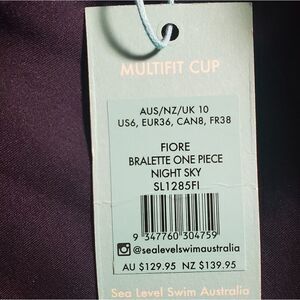 MULTIFIT CUP
AUS/NZ/UK 10
US6, EUR36, CAN8, FR38
FIORE
BRALETTE ONE PIECE
NIGHT SKY
SL1285FI
9 347760 304759
@sealevelswimaustralia
AU $129.95 NZ $139.95
Sea Level Swim Australia